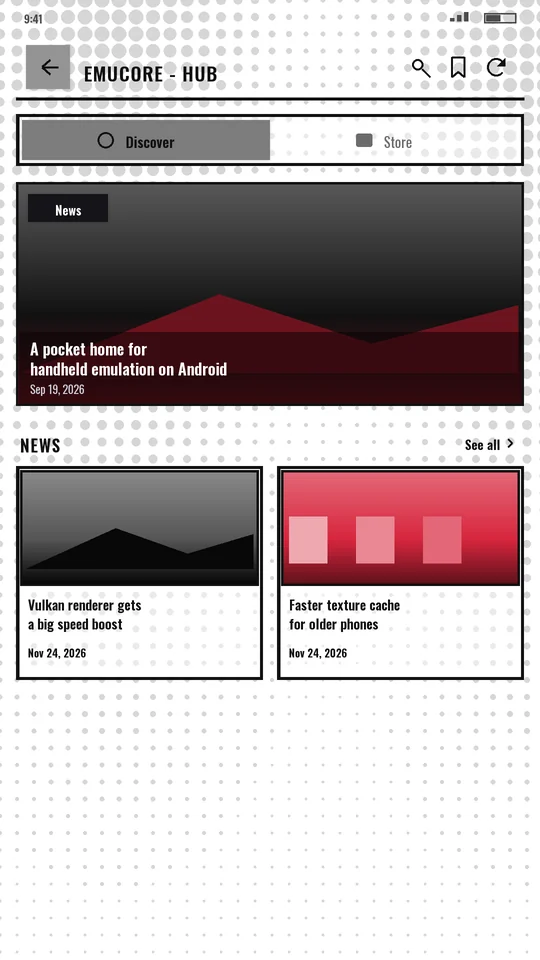 9:41
EMUCORE - HUB
Discover
Store
News
A pocket home for
handheld emulation on Android
Sep 19, 2026
NEWS
See all
Vulkan renderer gets
a big speed boost
Nov 24, 2026
Faster texture cache
for older phones
Nov 24, 2026